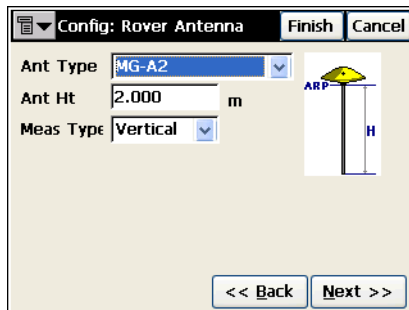 Config: Rover Antenna Finish Cancel
Ant Type MG-A2
Ant Ht 2.000 m
Meas Type Vertical
ARP
H
<< Back Next >>